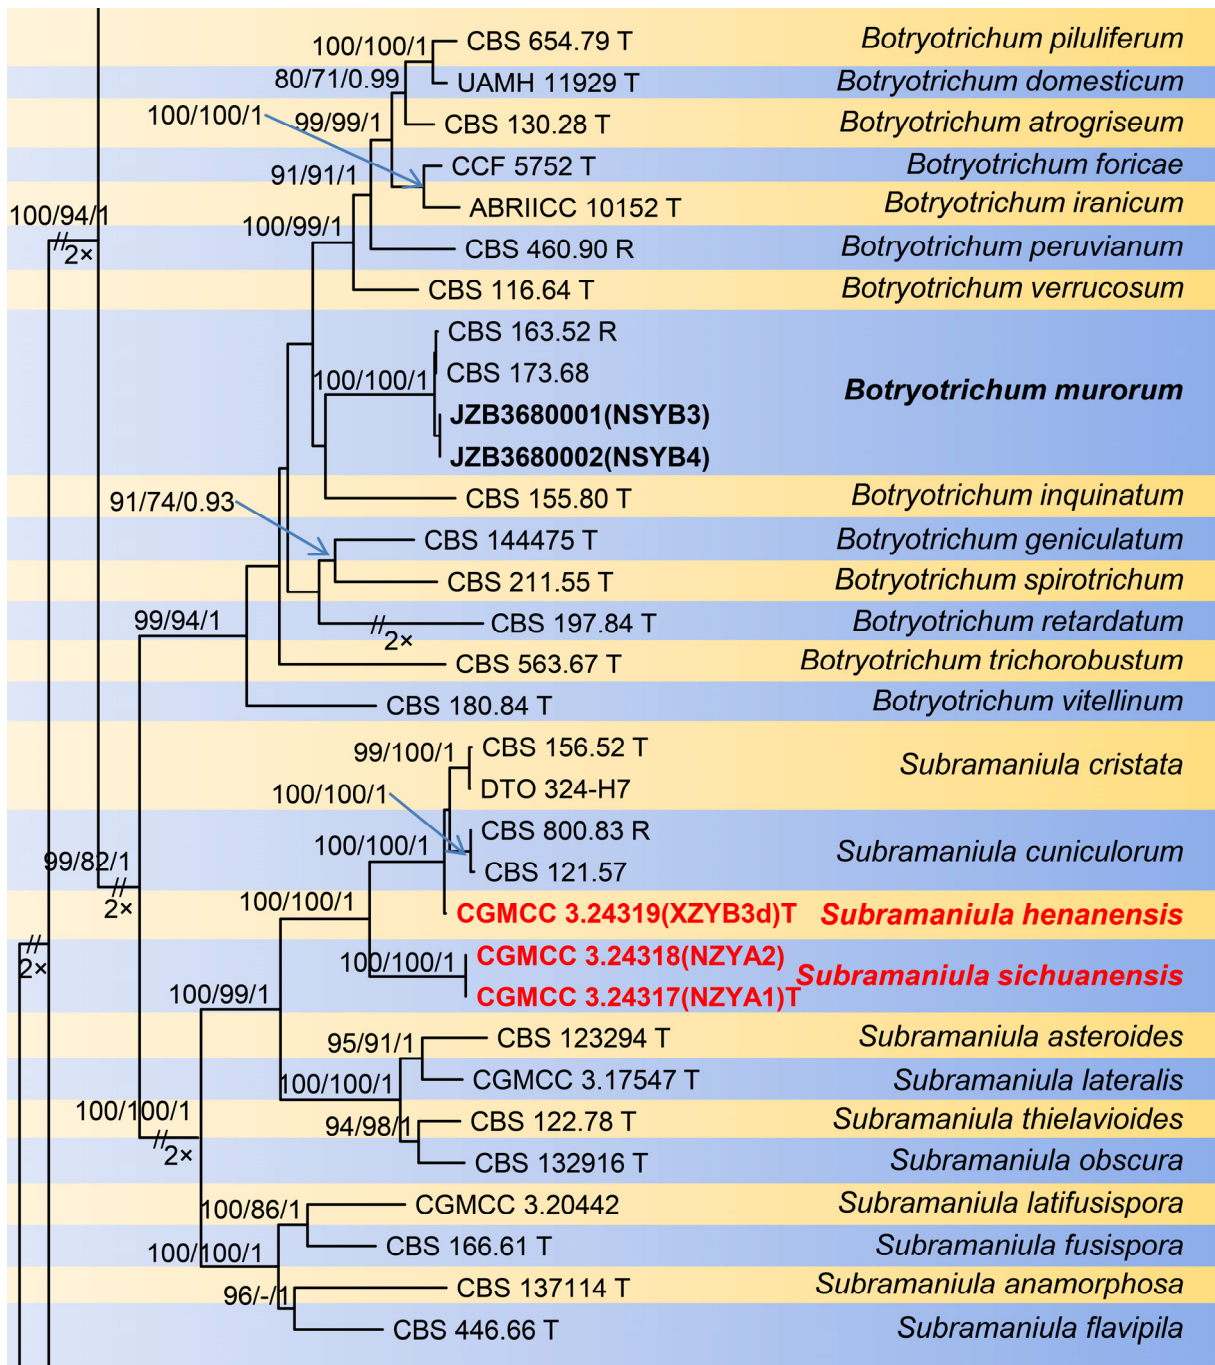 100/100/1 CBS 654.79 T Botryotrichum piluliferum
80/71/0.99 UAMH 11929 T Botryotrichum domesticum
100/100/1 99/99/1 CBS 130.28 T Botryotrichum atrogriseum
91/91/1 CCF 5752 T Botryotrichum foricae
100/94/1 100/99/1 ABRIICC 10152 T Botryotrichum iranicum
// 2× CBS 460.90 R Botryotrichum peruvianum
CBS 116.64 T Botryotrichum verrucosum
CBS 163.52 R
100/100/1 CBS 173.68 Botryotrichum murorum
JZB3680001(NSYB3)
JZB3680002(NSYB4)
91/74/0.93 CBS 155.80 T Botryotrichum inquinatum
CBS 144475 T Botryotrichum geniculatum
CBS 211.55 T Botryotrichum spirotrichum
99/94/1 // 2× CBS 197.84 T Botryotrichum retardatum
CBS 563.67 T Botryotrichum trichorobustum
CBS 180.84 T Botryotrichum vitellinum
99/100/1 CBS 156.52 T Subramaniula cristata
100/100/1 DTO 324-H7
100/100/1 CBS 800.83 R Subramaniula cuniculorum
99/82/1 CBS 121.57
// 2× 100/100/1 CGMCC 3.24319(XZYB3d)T Subramaniula henanensis
// 2× 100/100/1 CGMCC 3.24318(NZYA2) Subramaniula sichuanensis
100/99/1 CGMCC 3.24317(NZYA1)T
95/91/1 CBS 123294 T Subramaniula asteroides
100/100/1 CGMCC 3.17547 T Subramaniula lateralis
100/100/1 94/98/1 CBS 122.78 T Subramaniula thielavioides
// 2× CBS 132916 T Subramaniula obscura
100/86/1 CGMCC 3.20442 Subramaniula latifusispora
100/100/1 CBS 166.61 T Subramaniula fusispora
96/-/1 CBS 137114 T Subramaniula anamorphosa
CBS 446.66 T Subramaniula flavipila